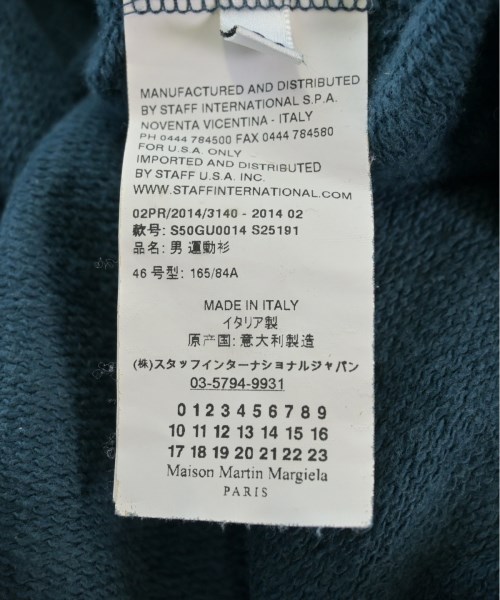 MANUFACTURED AND DISTRIBUTED
BY STAFF INTERNATIONAL S.P.A.
NOVENTA VICENTINA - ITALY
PH 0444 784500 FAX 0444 784580
FOR U.S.A. ONLY
IMPORTED AND DISTRIBUTED
BY STAFF U.S.A. INC.
WWW.STAFFINTERNATIONAL.COM
02PR/2014/3140 - 2014 02
款号: S50GU0014 S25191
品名: 男 運動衫
46 号型: 165/84A
MADE IN ITALY
イタリア製
原产国: 意大利製造
(株)スタッフインターナショナルジャパン
03-5794-9931
0 1 2 3 4 5 6 7 8 9
10 11 12 13 14 15 16
17 18 19 20 21 22 23
Maison Martin Margiela
PARIS